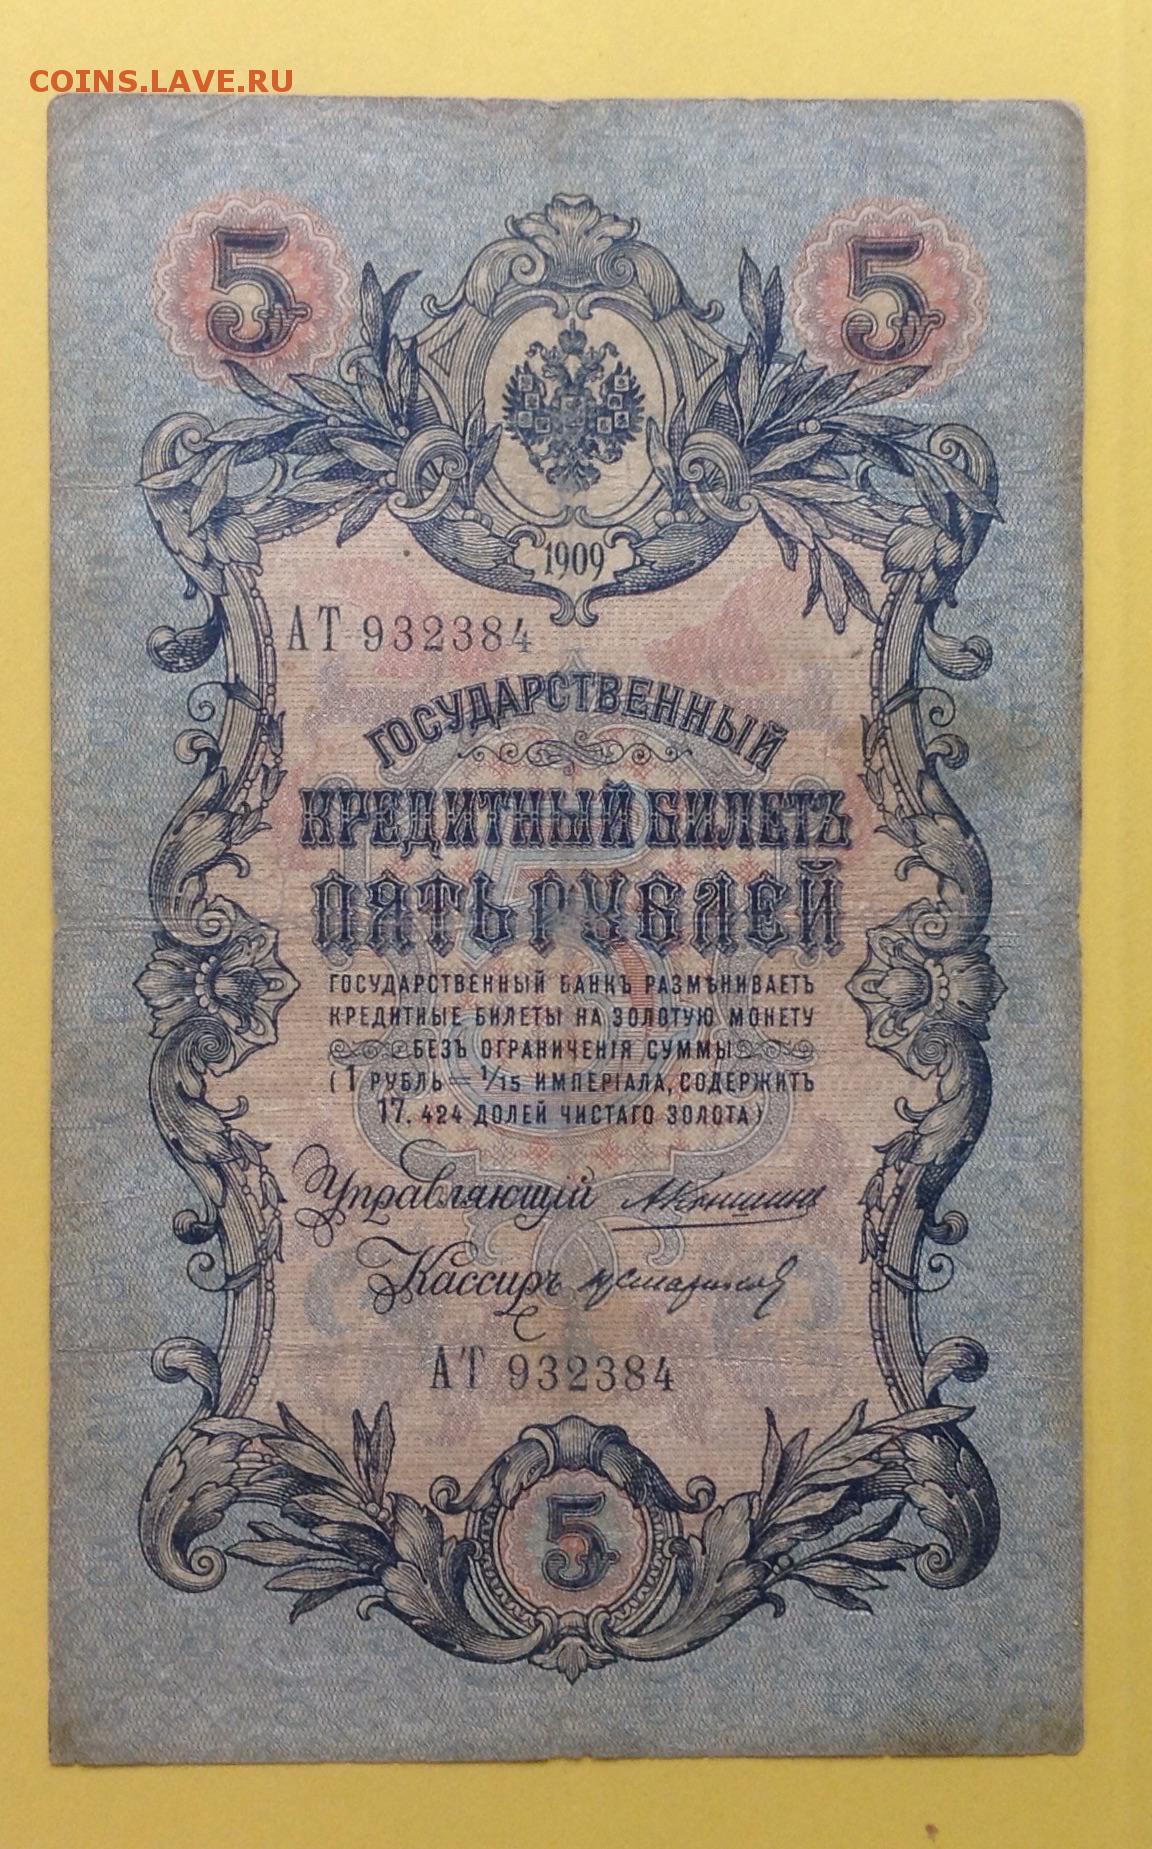 COINS.LAVE.RU
5 5
1909
АТ 932384
ГОСУДАРСТВЕННЫЙ
КРЕДИТНЫЙ БИЛЕТЪ
ПЯТЬ РУБЛЕЙ
ГОСУДАРСТВЕННЫЙ БАНКЪ РАЗМѢНИВАЕТЪ
КРЕДИТНЫЕ БИЛЕТЫ НА ЗОЛОТУЮ МОНЕТУ
БЕЗЪ ОГРАНИЧЕНІЯ СУММЫ
(1 РУБЛЬ = 1/15 ИМПЕРІАЛА, СОДЕРЖИТЪ
17.424 ДОЛЕЙ ЧИСТАГО ЗОЛОТА).
Управляющій АКоншинъ
Кассиръ
АТ 932384
5